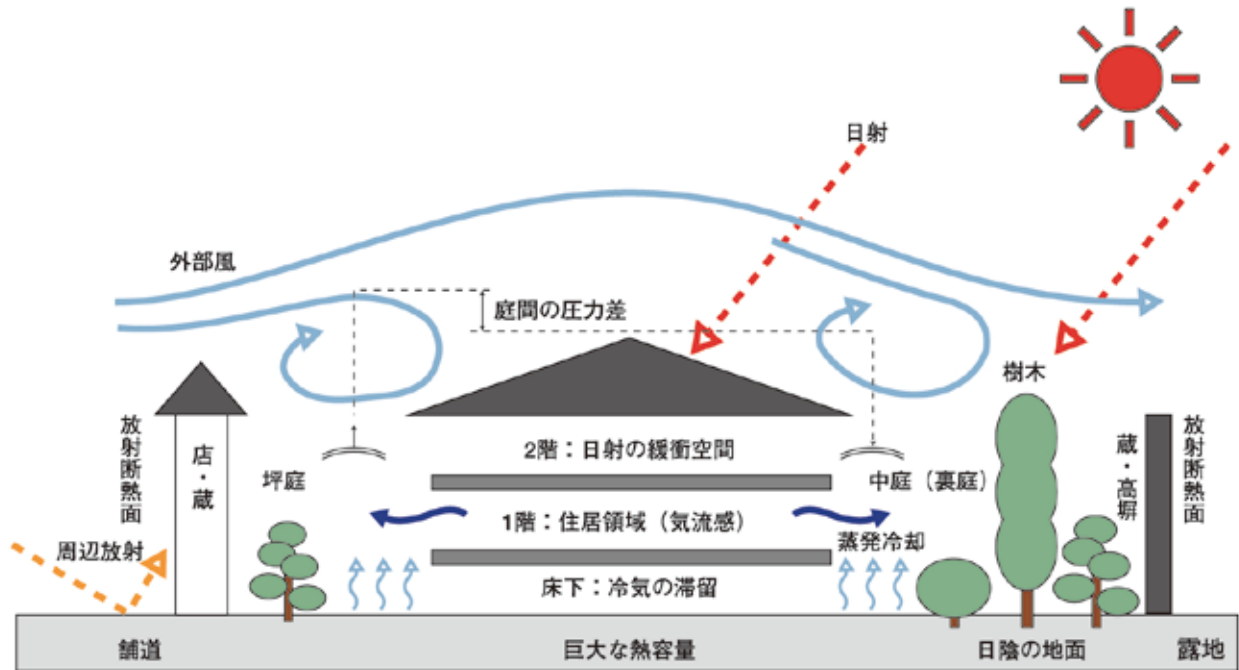 日射
外部風
庭間の圧力差
樹木
放射断熱面
店・蔵
坪庭
2階：日射の緩衝空間
中庭（裏庭）
蔵・高塀
放射断熱面
周辺放射
1階：住居領域（気流感）
蒸発冷却
床下：冷気の滞留
舗道
巨大な熱容量
日陰の地面
露地